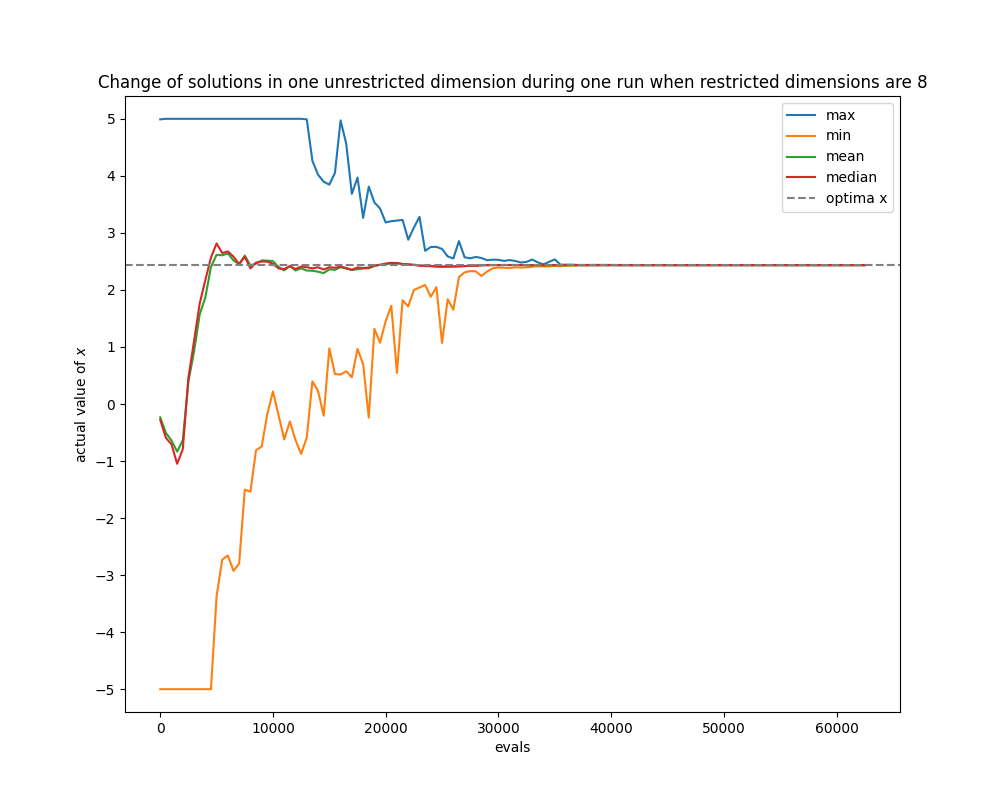 Change of solutions in one unrestricted dimension during one run when restricted dimensions are 8
max
min
mean
median
optima x
actual value of x
5
4
3
2
1
0
−1
−2
−3
−4
−5
0 10000 20000 30000 40000 50000 60000
evals